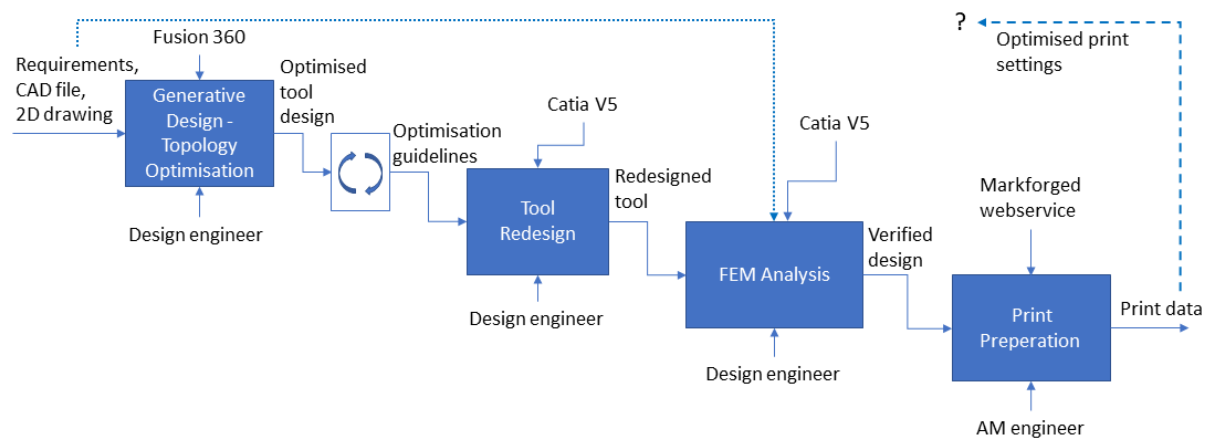 Fusion 360
Requirements,
CAD file,
2D drawing
Generative
Design -
Topology
Optimisation
Design engineer
Optimised
tool
design
Optimisation
guidelines
Catia V5
Tool
Redesign
Design engineer
Redesigned
tool
Catia V5
FEM Analysis
Design engineer
Verified
design
?
Optimised print
settings
Markforged
webservice
Print
Preperation
AM engineer
Print data